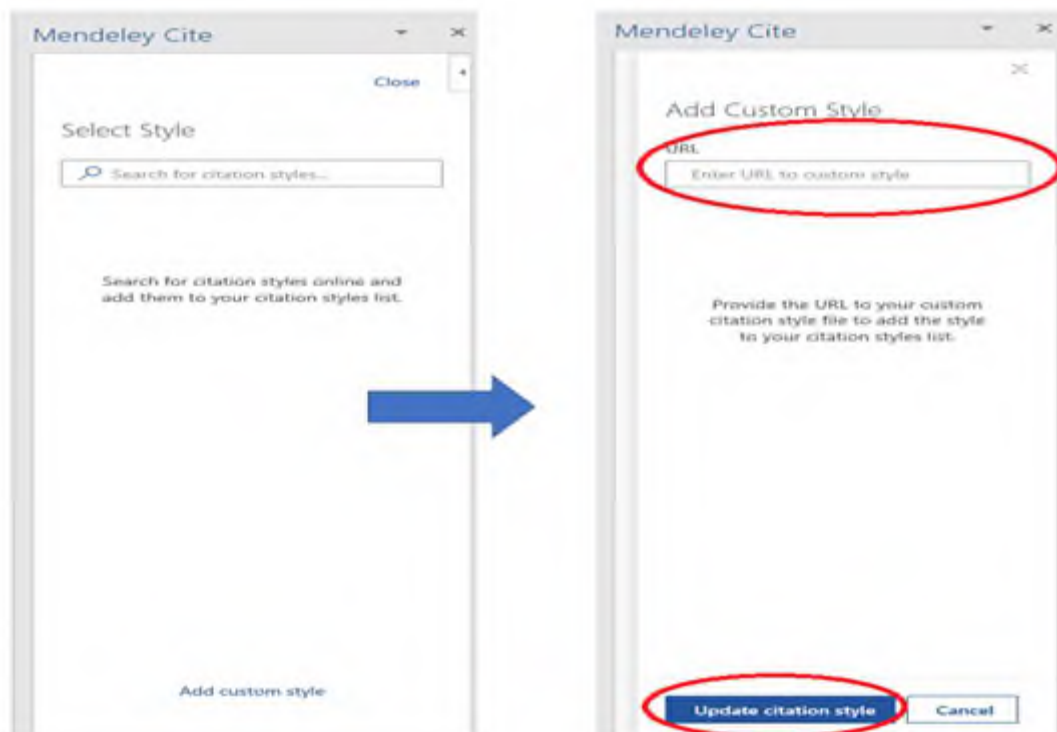 Mendeley Cite
Close
Select Style
Search for citation styles...
Search for citation styles online and
add them to your citation styles list.
Add custom style
Mendeley Cite
Add Custom Style
URL
Enter URL to custom style
Provide the URL to your custom
citation style file to add the style
to your citation styles list.
Update citation style
Cancel